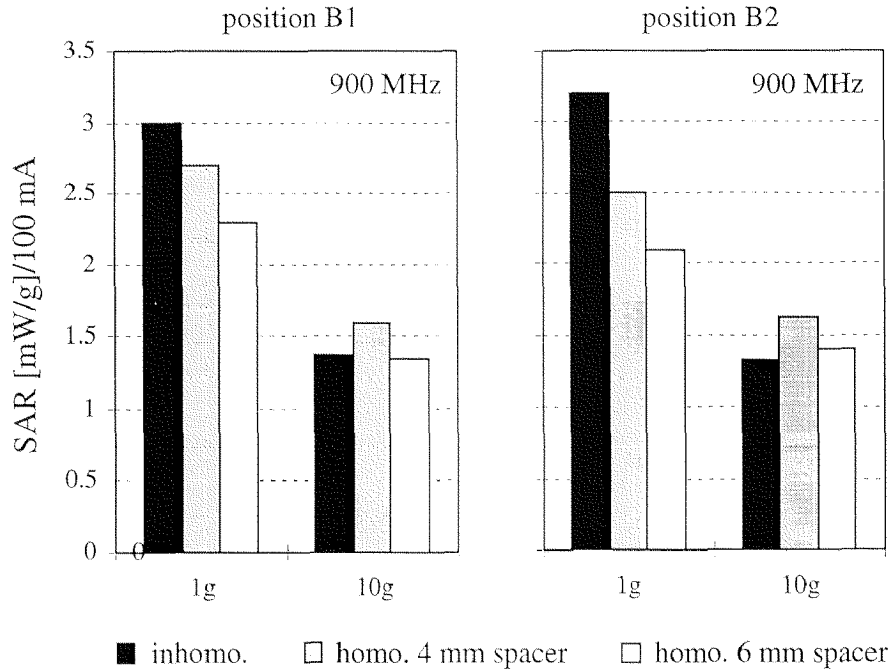 position B1
position B2
900 MHz
900 MHz
SAR [mW/g]/100 mA
3.5
3
2.5
2
1.5
1
0.5
0
0
1g
10g
1g
10g
inhomo.
homo. 4 mm spacer
homo. 6 mm spacer